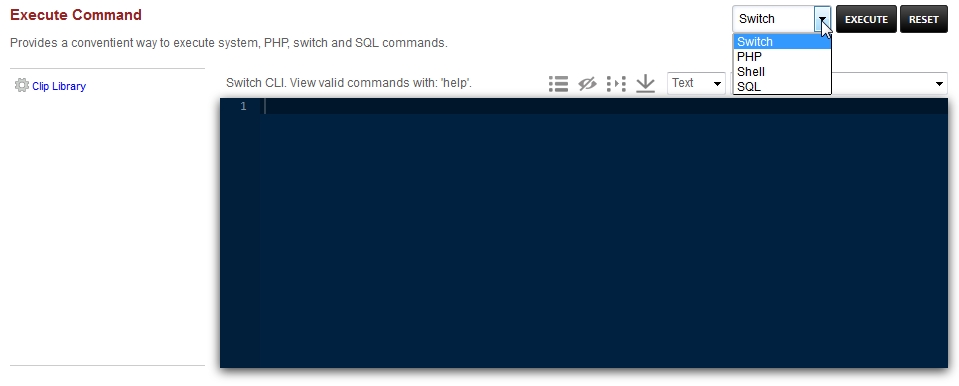 Execute Command
Switch
EXECUTE
RESET
Provides a conventient way to execute system, PHP, switch and SQL commands.
Switch
PHP
Shell
SQL
Clip Library
Switch CLI. View valid commands with: 'help'.
Text
1